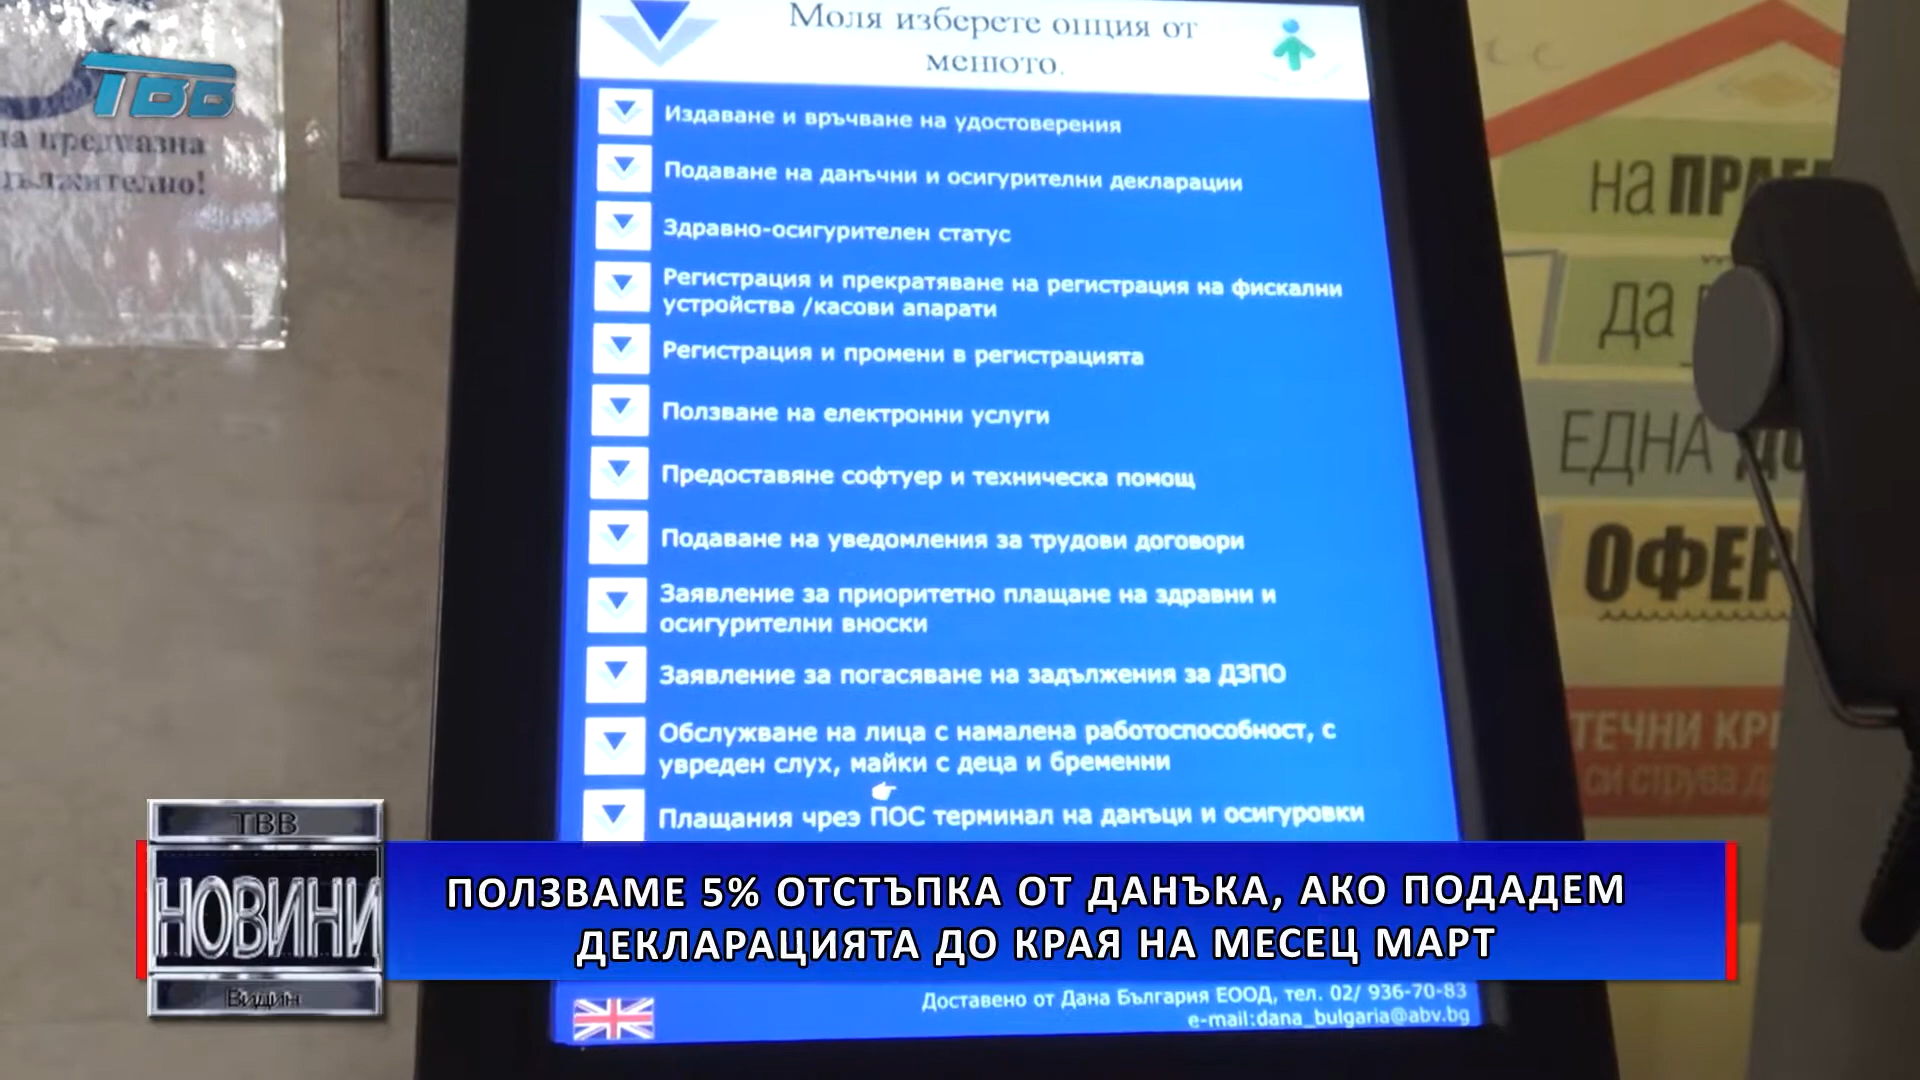 ТВВ
на предпазна
Моля изберете опция от
менюто.
Издаване и връчване на удостоверения
Подаване на данъчни и осигурителни декларации
Здравно-осигурителен статус
Регистрация и прекратяване на регистрация на фискални
устройства /касови апарати
Регистрация и промени в регистрацията
Ползване на електронни услуги
Предоставяне софтуер и техническа помощ
Подаване на уведомления за трудови договори
Заявление за приоритетно плащане на здравни и
осигурителни вноски
Заявление за погасяване на задължения за ДЗПО
Обслужване на лица с намалена работоспособност, с
увреден слух, майки с деца и бременни
Плащания чрез ПОС терминал на данъци и осигуровки
на
да
ЕДНА
си струва
ТВВ
НОВИНИ
Видин
ПОЛЗВАМЕ 5% ОТСТЪПКА ОТ ДАНЪКА, АКО ПОДАДЕМ
ДЕКЛАРАЦИЯТА ДО КРАЯ НА МЕСЕЦ МАРТ
Доставено от Дана България ЕООД, тел. 02/ 936-70-83
e-mail:dana_bulgaria@abv.bg